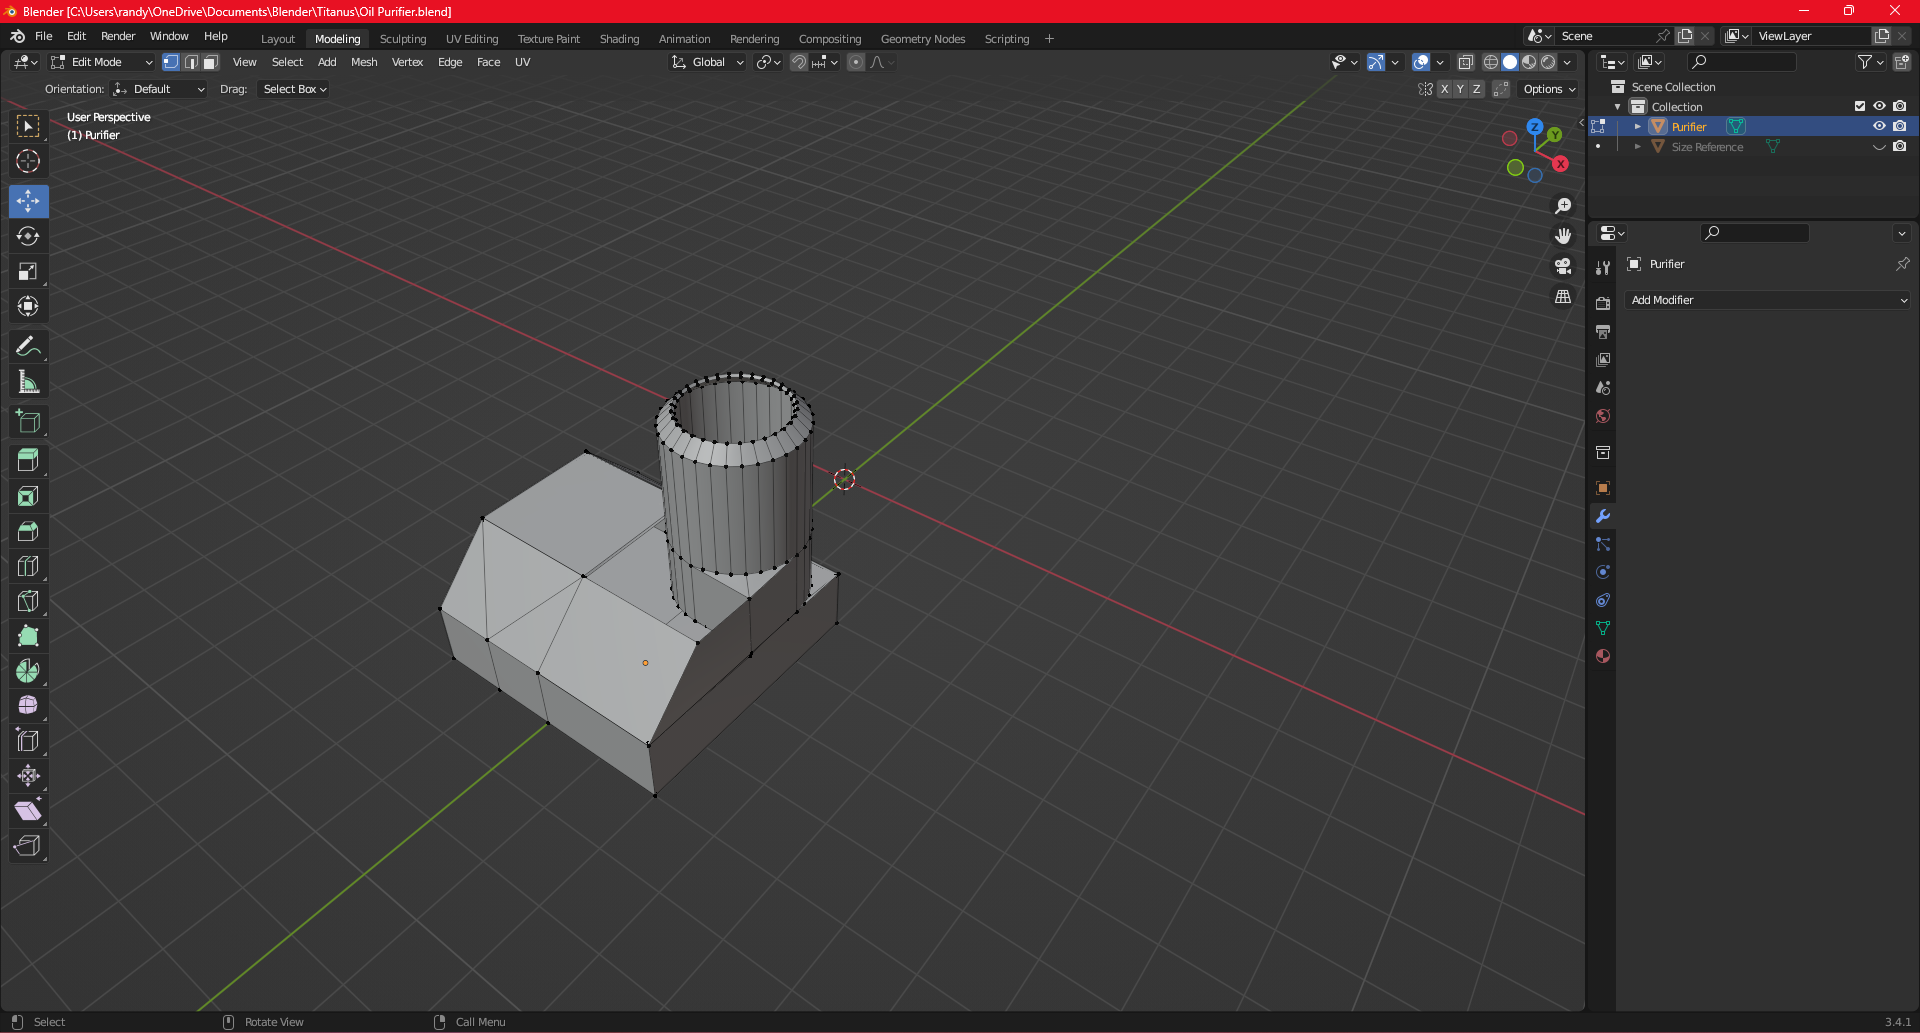 Blender [C:\Users\randy\OneDrive\Documents\Blender\Titanus\Oil Purifier.blend]
File Edit Render Window Help Layout Modeling Sculpting UV Editing Texture Paint Shading Animation Rendering Compositing Geometry Nodes Scripting + Scene ViewLayer
Edit Mode View Select Add Mesh Vertex Edge Face UV Global
Orientation: Default Drag: Select Box X Y Z Options
Scene Collection
Collection
Purifier
Size Reference
User Perspective
(1) Purifier
Z
Y
X
Purifier
Add Modifier
Select Rotate View Call Menu 3.4.1